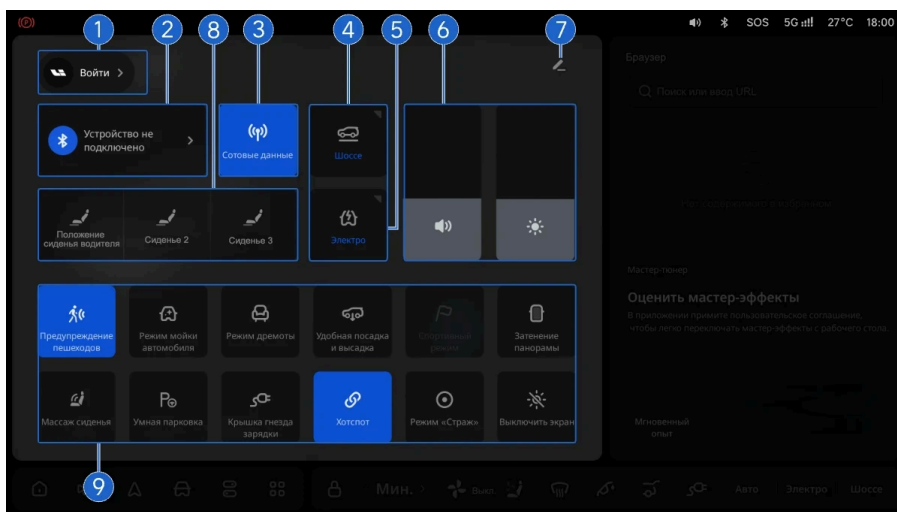 (P)
SOS 5G 27°C 18:00
1 2 8 3 4 5 6 7
Войти
Браузер
Поиск или ввод URL
Устройство не
подключено
Сотовые данные
Шоссе
Положение
сиденья водителя
Сиденье 2
Сиденье 3
Электро
Мастер-тюнер
Оценить мастер-эффекты
В приложении примите пользовательское соглашение,
чтобы легко переключать мастер-эффекты с рабочего стола
Предупреждение
пешеходов
Режим мойки
автомобиля
Режим дремоты
Удобная посадка
и высадка
Спортивный
режим
Затенение
панорамы
Массаж сиденья
Умная парковка
Крышка гнезда
зарядки
Хотспот
Режим «Страж»
Выключить экран
Мгновенный
опыт
9
Мин. Выкл. Авто Электро Шоссе